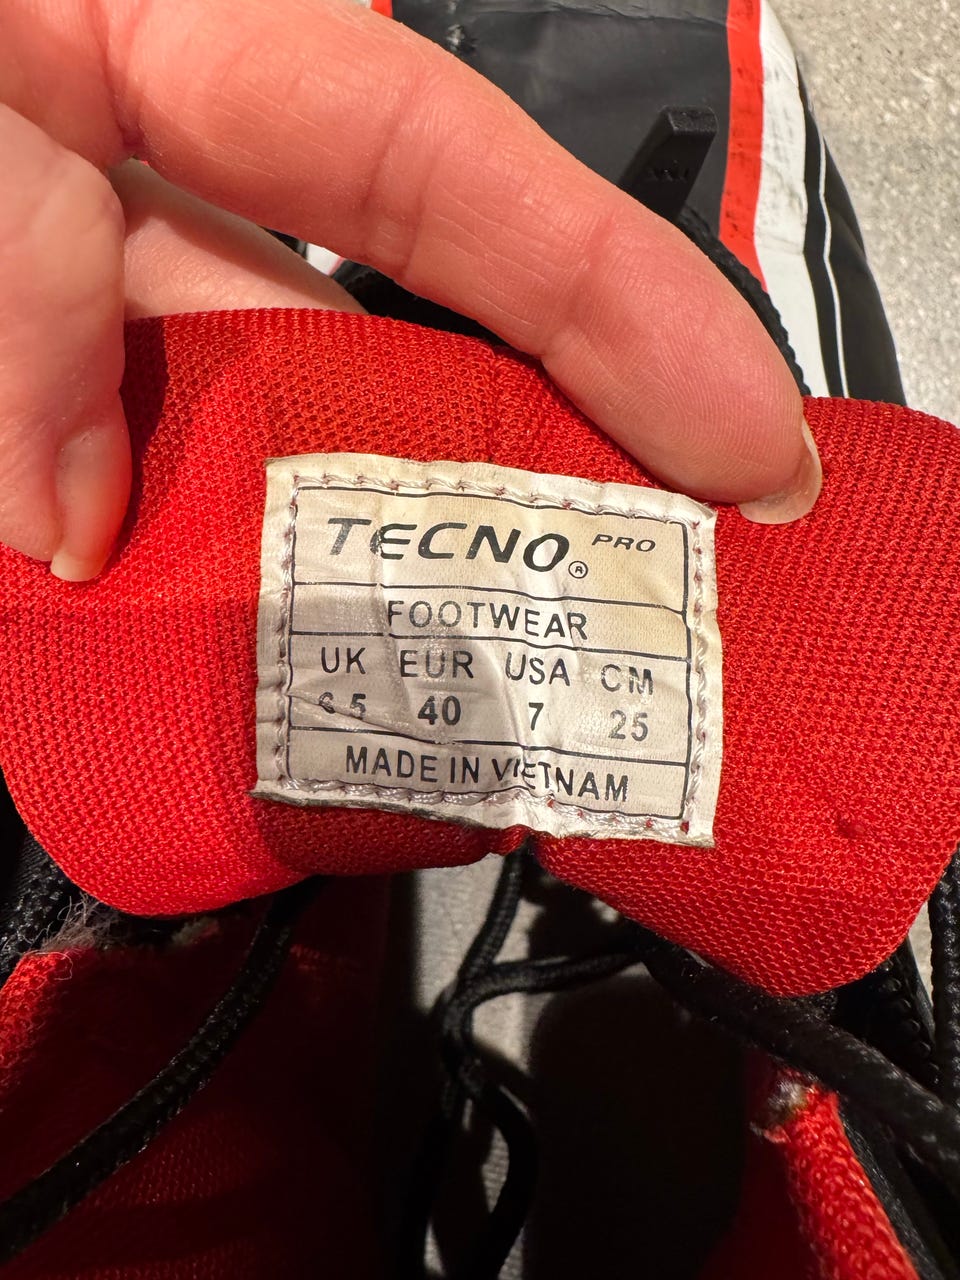 TECNO® PRO
FOOTWEAR
UK EUR USA CM
40 7 25
MADE IN VIETNAM